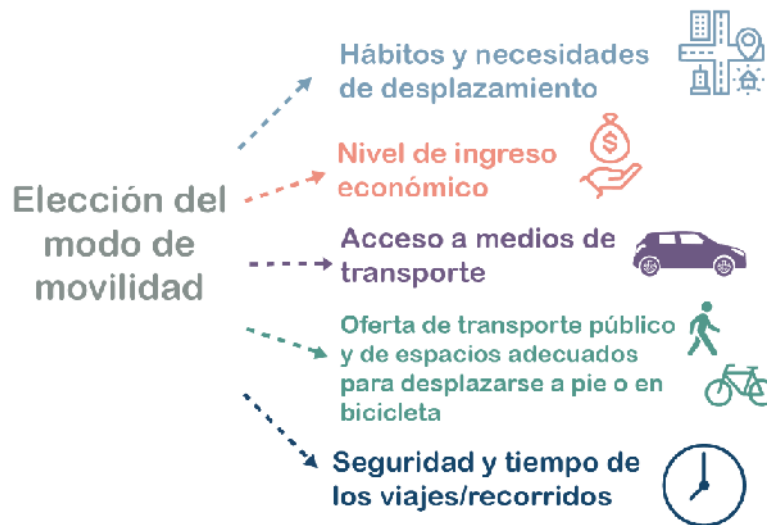 Elección del
modo de
movilidad
Hábitos y necesidades
de desplazamiento
Nivel de ingreso
económico
$
Acceso a medios de
transporte
Oferta de transporte público
y de espacios adecuados
para desplazarse a pie o en
bicicleta
Seguridad y tiempo de
los viajes/recorridos